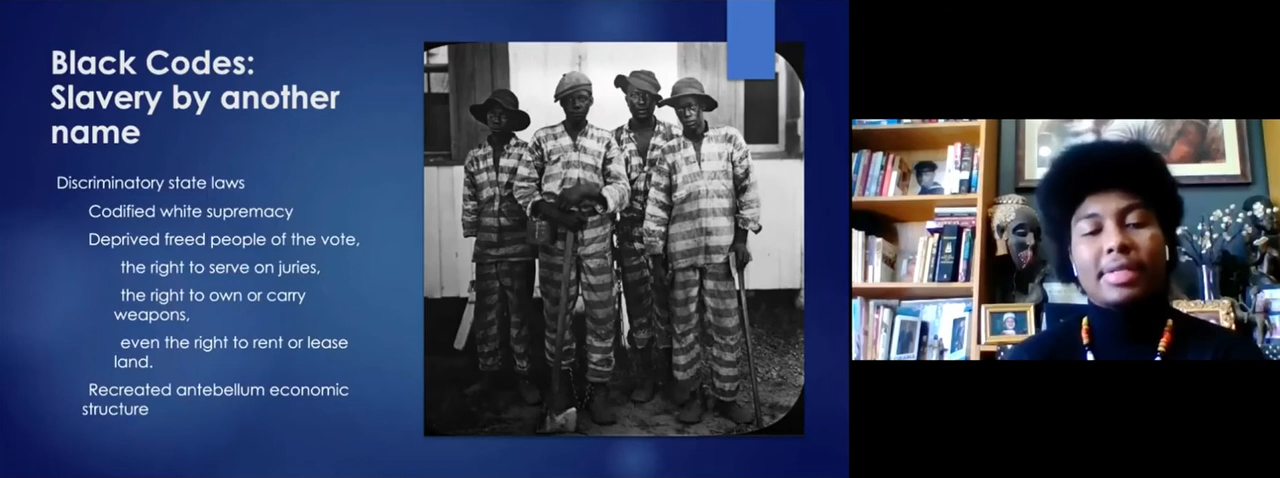 Black Codes:
Slavery by another
name
Discriminatory state laws
Codified white supremacy
Deprived freed people of the vote,
the right to serve on juries,
the right to own or carry
weapons,
even the right to rent or lease
land.
Recreated antebellum economic
structure